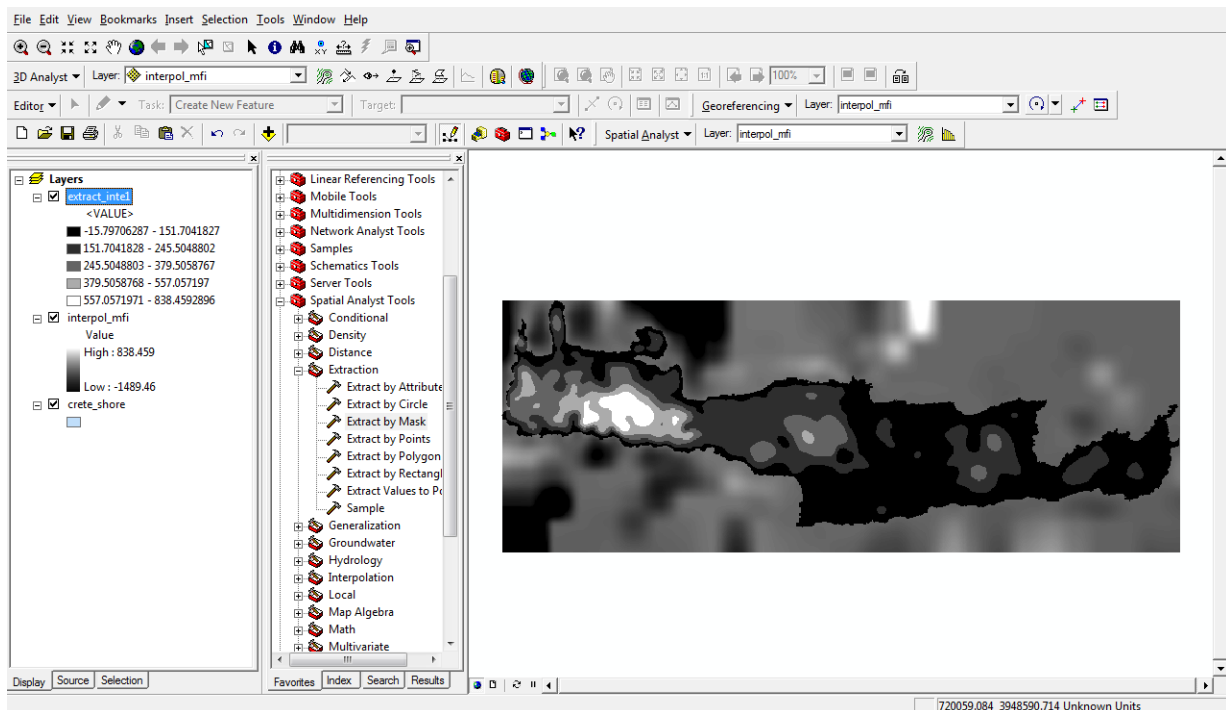 File Edit View Bookmarks Insert Selection Tools Window Help
3D Analyst Layer: interpol_mfi 1:1 100%
Editor Task: Create New Feature Target: Georeferencing Layer: interpol_mfi
Spatial Analyst Layer: interpol_mfi
Layers
extract_inte1
<VALUE>
-15.79706287 - 151.7041827
151.7041828 - 245.5048802
245.5048803 - 379.5058767
379.5058768 - 557.057197
557.0571971 - 838.4592896
interpol_mfi
Value
High : 838.459
Low : -1489.46
crete_shore
Display Source Selection
Linear Referencing Tools
Mobile Tools
Multidimension Tools
Network Analyst Tools
Samples
Schematics Tools
Server Tools
Spatial Analyst Tools
Conditional
Density
Distance
Extraction
Extract by Attribute
Extract by Circle
Extract by Mask
Extract by Points
Extract by Polygon
Extract by Rectangl
Extract Values to Po
Sample
Generalization
Groundwater
Hydrology
Interpolation
Local
Map Algebra
Math
Multivariate
Favorites Index Search Results
720059.084 3948590.714 Unknown Units